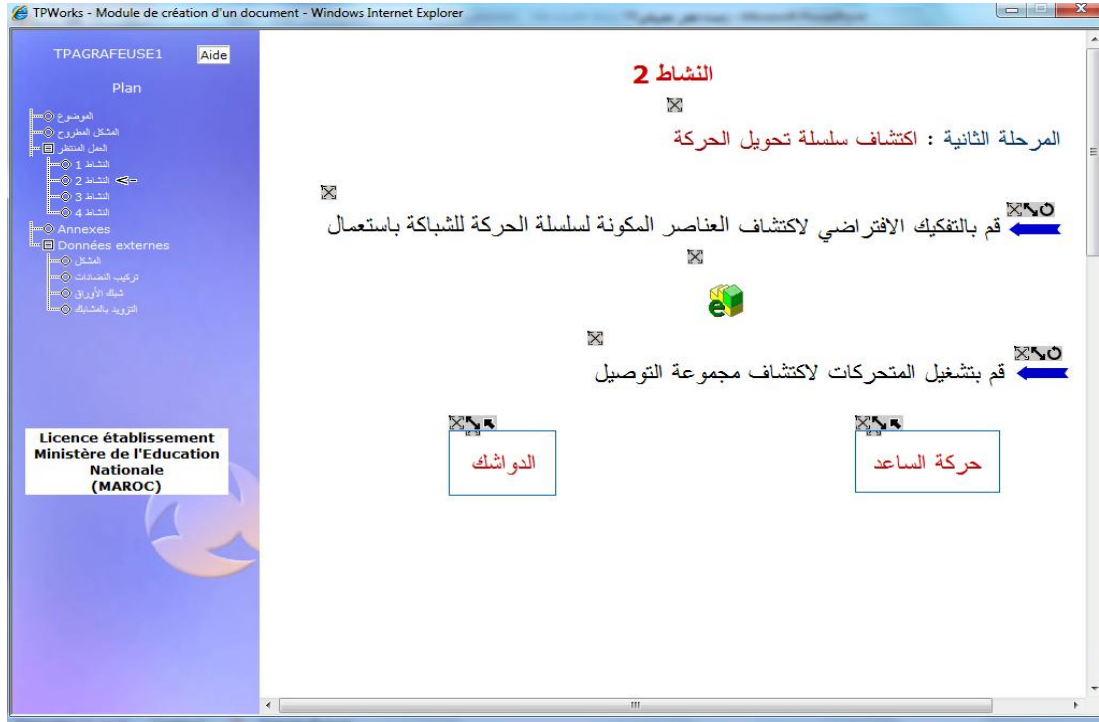 TPWorks - Module de création d'un document - Windows Internet Explorer
TPAGRAFEUSE1
Aide
Plan
الموضوع
المشكل المطروح
العمل المنتظر
النشاط 1
النشاط 2
النشاط 3
النشاط 4
Annexes
Données externes
المشكل
تركيب النضادات
شبك الأوراق
التزويد بالمشابك
Licence établissement
Ministère de l'Education
Nationale
(MAROC)
النشاط 2
المرحلة الثانية : اكتشاف سلسلة تحويل الحركة
قم بالتفكيك الافتراضي لاكتشاف العناصر المكونة لسلسلة الحركة للشباكة باستعمال
قم بتشغيل المتحركات لاكتشاف مجموعة التوصيل
حركة الساعد
الدواشك